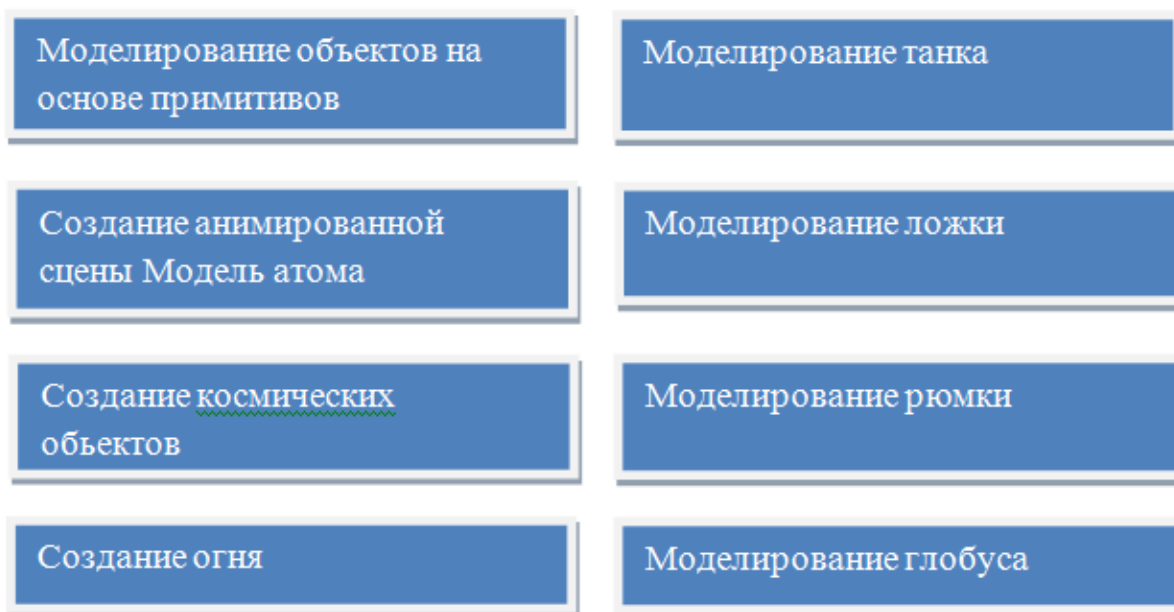 Моделирование объектов на
основе примитивов
Моделирование танка
Создание анимированной
сцены Модель атома
Моделирование ложки
Создание космических
обьектов
Моделирование рюмки
Создание огня
Моделирование глобуса